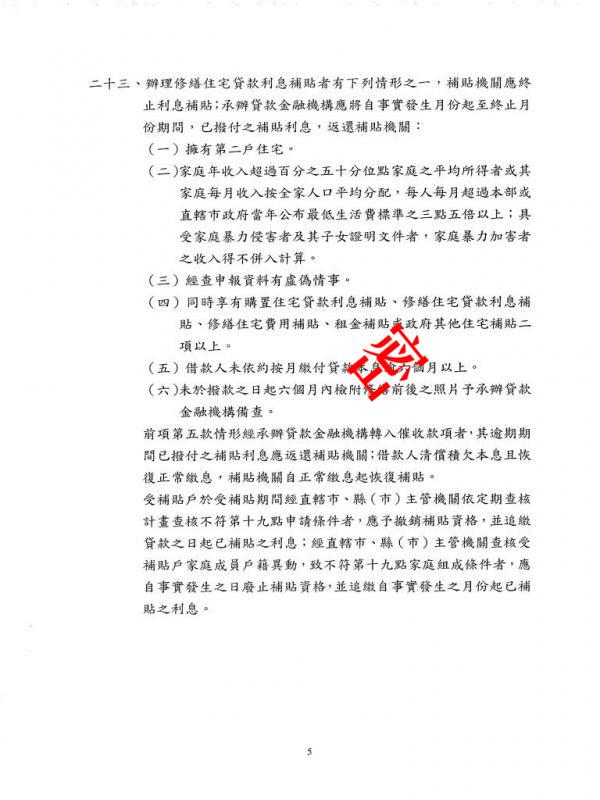 二十三、辦理修繕住宅貸款利息補貼者有下列情形之一，補貼機關應終
止利息補貼；承辦貸款金融機構應將自事實發生月份起至終止月
份期間，已撥付之補貼利息，返還補貼機關：
（一）擁有第二戶住宅。
（二）家庭年收入超過百分之五十分位點家庭之平均所得者或其
家庭每月收入按全家人口平均分配，每人每月超過本部或
直轄市政府當年公布最低生活費標準之三點五倍以上；具
受家庭暴力侵害者及其子女證明文件者，家庭暴力加害者
之收入得不併入計算。
（三）經查申報資料有虛偽情事。
（四）同時享有購置住宅貸款利息補貼、修繕住宅貸款利息補
貼、修繕住宅費用補貼、租金補貼或政府其他住宅補貼二
項以上。
（五）借款人未依約按月繳付貸款本息逾六個月以上。
（六）未於撥款之日起六個月內檢附修繕前後之照片予承辦貸款
金融機構備查。
密
前項第五款情形經承辦貸款金融機構轉入催收款項者，其逾期期
間已撥付之補貼利息應返還補貼機關；借款人清償積欠本息且恢
復正常繳息，補貼機關自正常繳息起恢復補貼。
受補貼戶於受補貼期間經直轄市、縣（市）主管機關依定期查核
計畫查核不符第十九點申請條件者，應予撤銷補貼資格，並追繳
貸款之日起已補貼之利息；經直轄市、縣（市）主管機關查核受
補貼戶家庭成員戶籍異動，致不符第十九點家庭組成條件者，應
自事實發生之日廢止補貼資格，並追繳自事實發生之月份起已補
貼之利息。
5